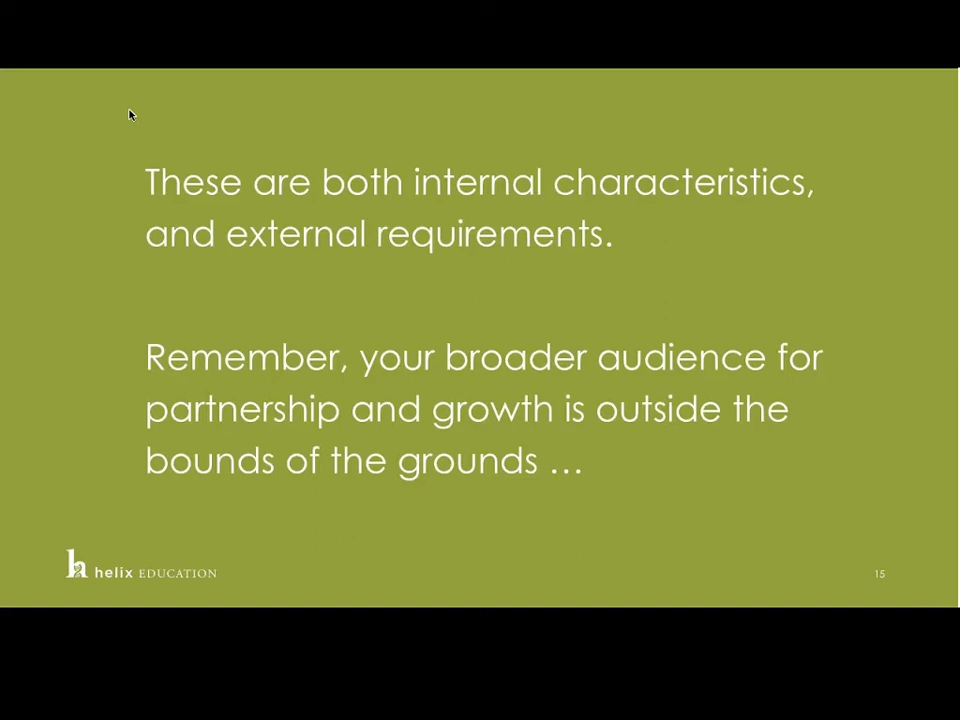 These are both internal characteristics,
and external requirements.
Remember, your broader audience for
partnership and growth is outside the
bounds of the grounds …
helix EDUCATION
15